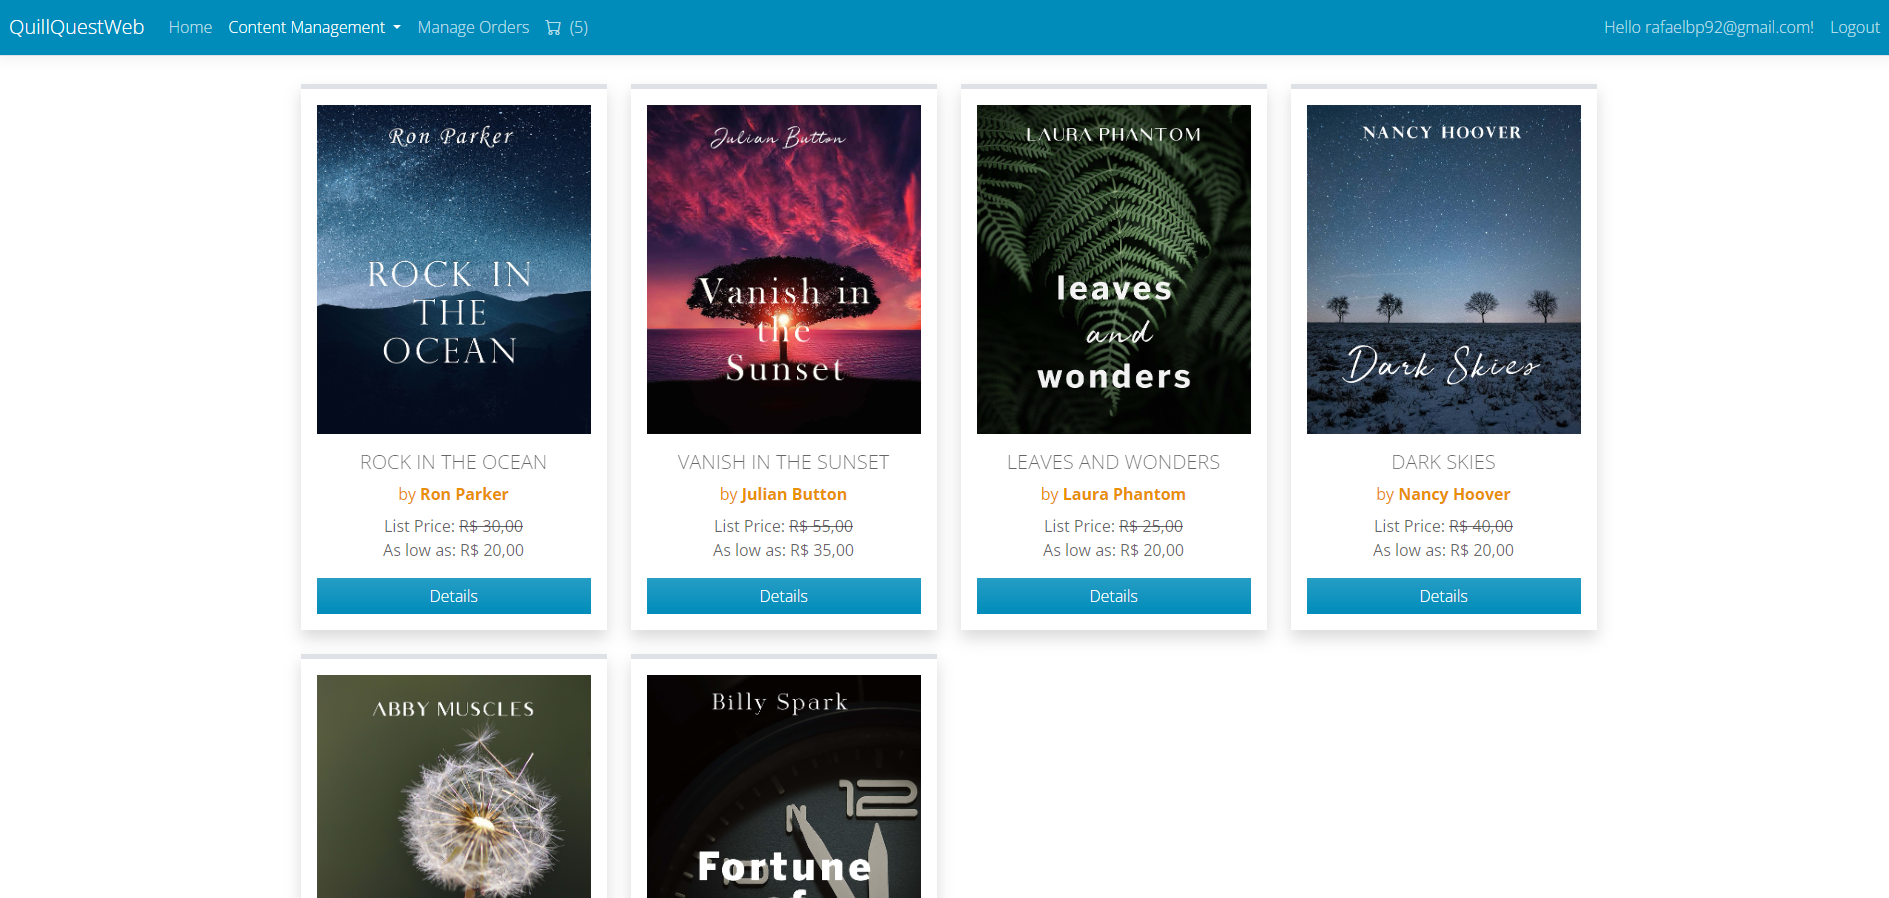 QuillQuestWeb Home Content Management Manage Orders (5) Hello rafaelbp92@gmail.com! Logout
Ron Parker
ROCK IN
THE
OCEAN
ROCK IN THE OCEAN
by Ron Parker
List Price: R$ 30,00
As low as: R$ 20,00
Details
Julian Button
Vanish in
the
Sunset
VANISH IN THE SUNSET
by Julian Button
List Price: R$ 55,00
As low as: R$ 35,00
Details
LAURA PHANTOM
leaves
and
wonders
LEAVES AND WONDERS
by Laura Phantom
List Price: R$ 25,00
As low as: R$ 20,00
Details
NANCY HOOVER
Dark Skies
DARK SKIES
by Nancy Hoover
List Price: R$ 40,00
As low as: R$ 20,00
Details
ABBY MUSCLES
Billy Spark
12
Fortune